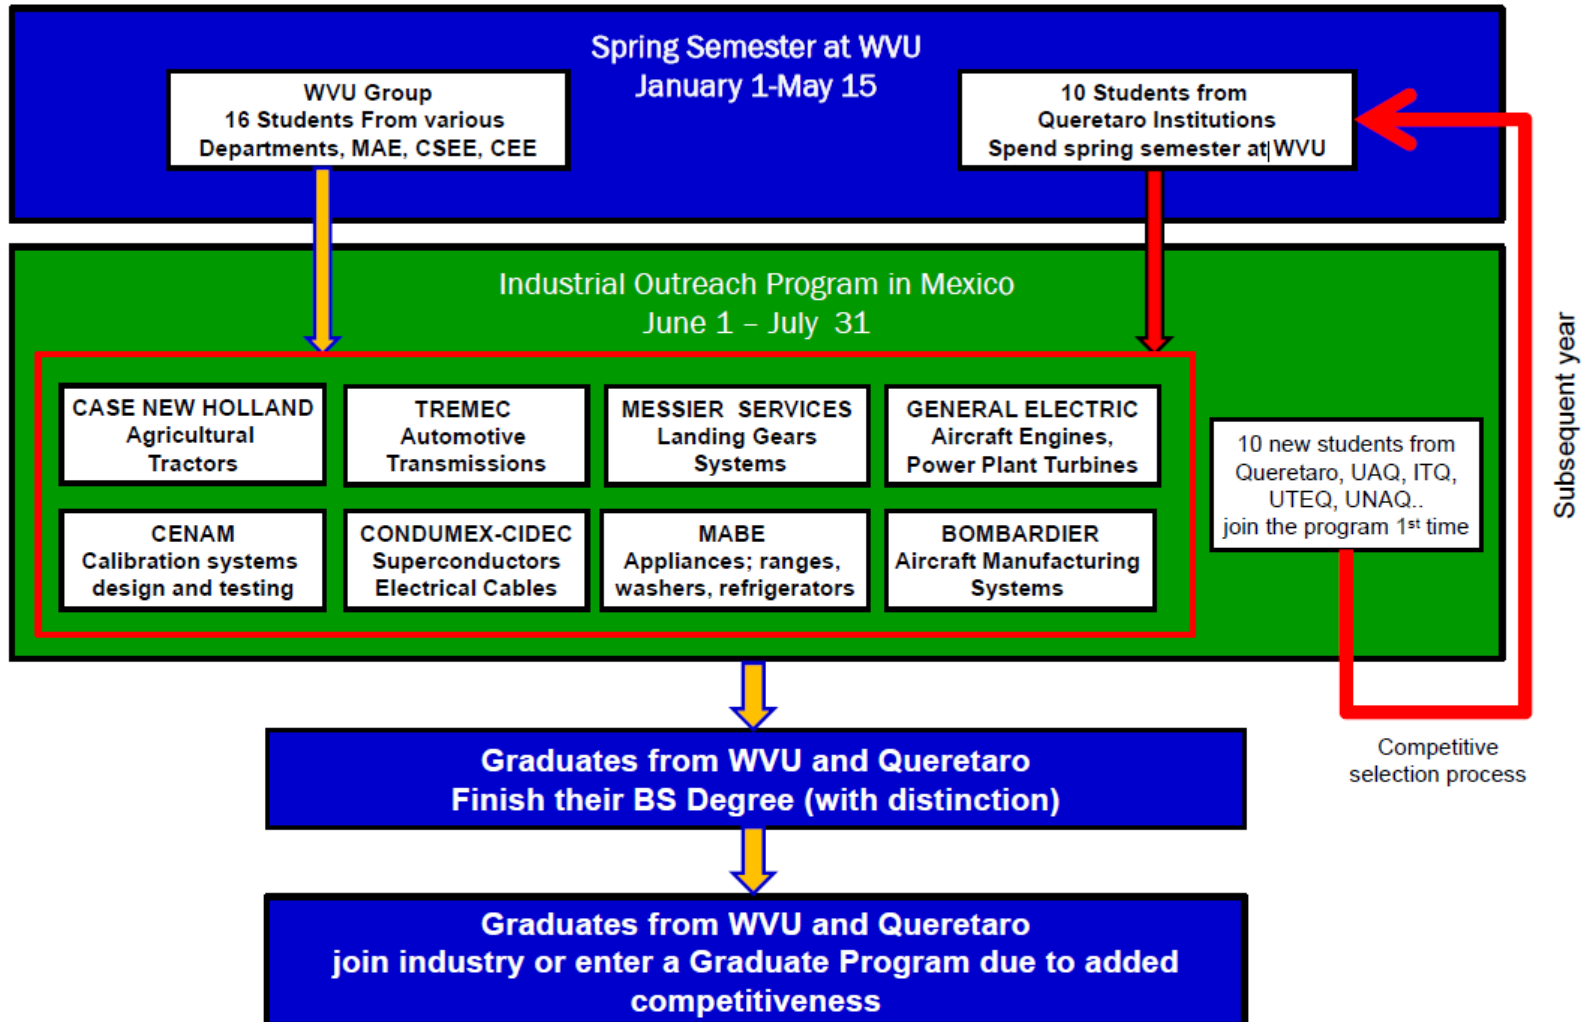 Spring Semester at WVU
January 1-May 15
WVU Group
16 Students From various
Departments, MAE, CSEE, CEE
10 Students from
Queretaro Institutions
Spend spring semester at WVU
Industrial Outreach Program in Mexico
June 1 – July 31
CASE NEW HOLLAND
Agricultural
Tractors
TREMEC
Automotive
Transmissions
MESSIER SERVICES
Landing Gears
Systems
GENERAL ELECTRIC
Aircraft Engines,
Power Plant Turbines
CENAM
Calibration systems
design and testing
CONDUMEX-CIDEC
Superconductors
Electrical Cables
MABE
Appliances; ranges,
washers, refrigerators
BOMBARDIER
Aircraft Manufacturing
Systems
10 new students from
Queretaro, UAQ, ITQ,
UTEQ, UNAQ..
join the program 1st time
Subsequent year
Competitive
selection process
Graduates from WVU and Queretaro
Finish their BS Degree (with distinction)
Graduates from WVU and Queretaro
join industry or enter a Graduate Program due to added
competitiveness